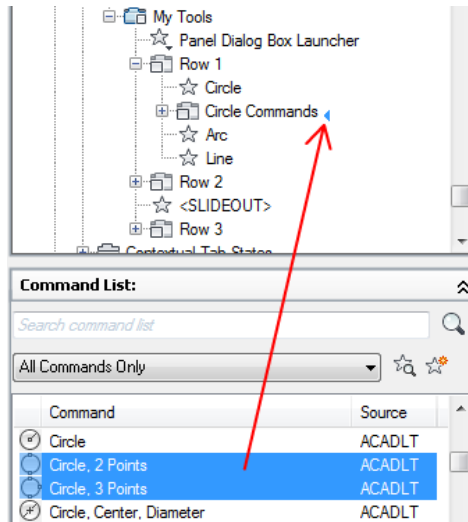 My Tools
Panel Dialog Box Launcher
Row 1
Circle
Circle Commands
Arc
Line
Row 2
<SLIDEOUT>
Row 3
Contextual Tab States
Command List:
Search command list
All Commands Only
Command Source
Circle ACADLT
Circle, 2 Points ACADLT
Circle, 3 Points ACADLT
Circle, Center, Diameter ACADLT